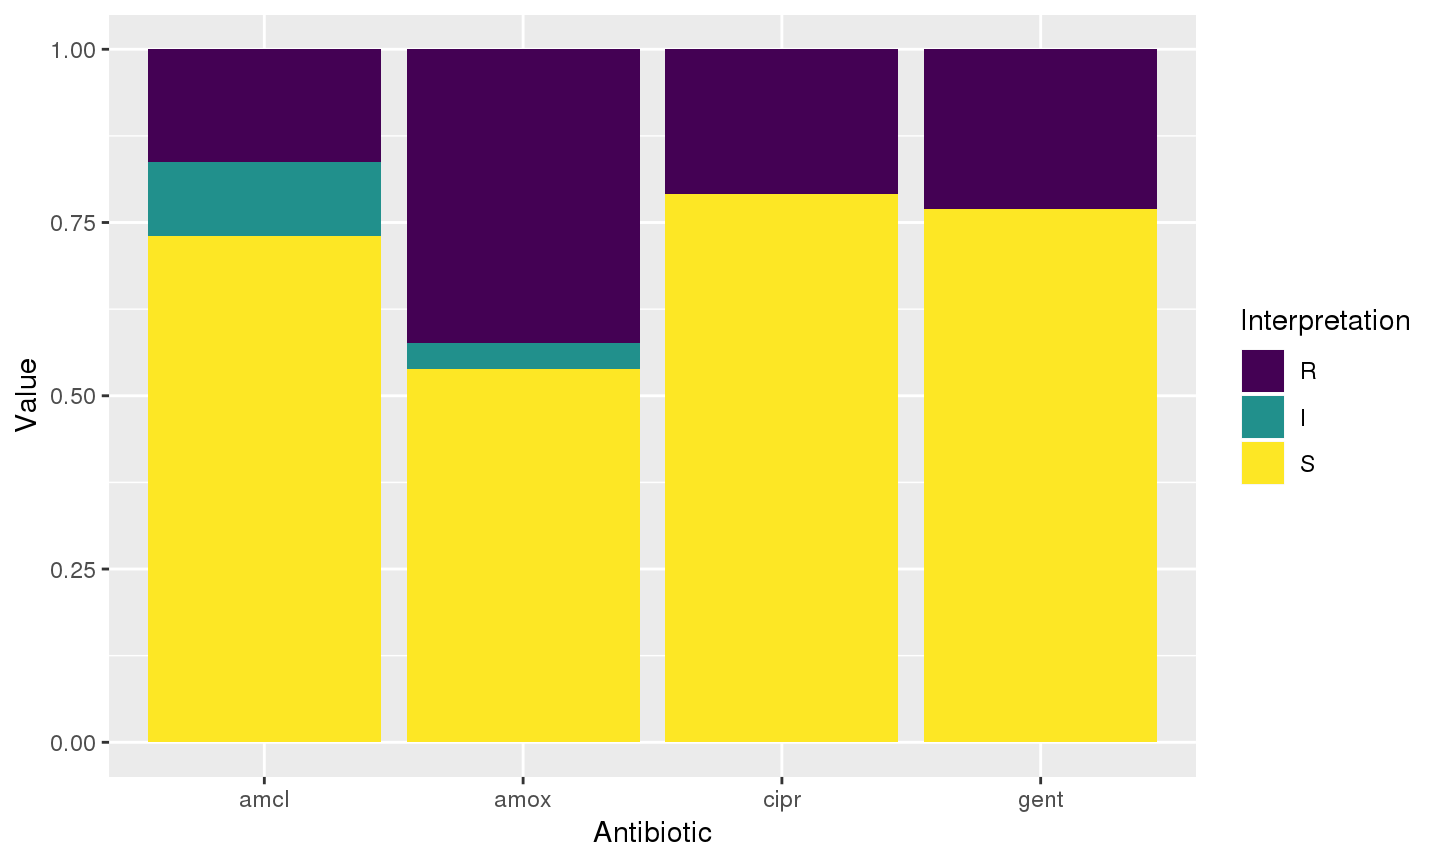 1.00
0.75
0.50
0.25
0.00
Value
amcl
amox
cipr
gent
Antibiotic
Interpretation
R
I
S